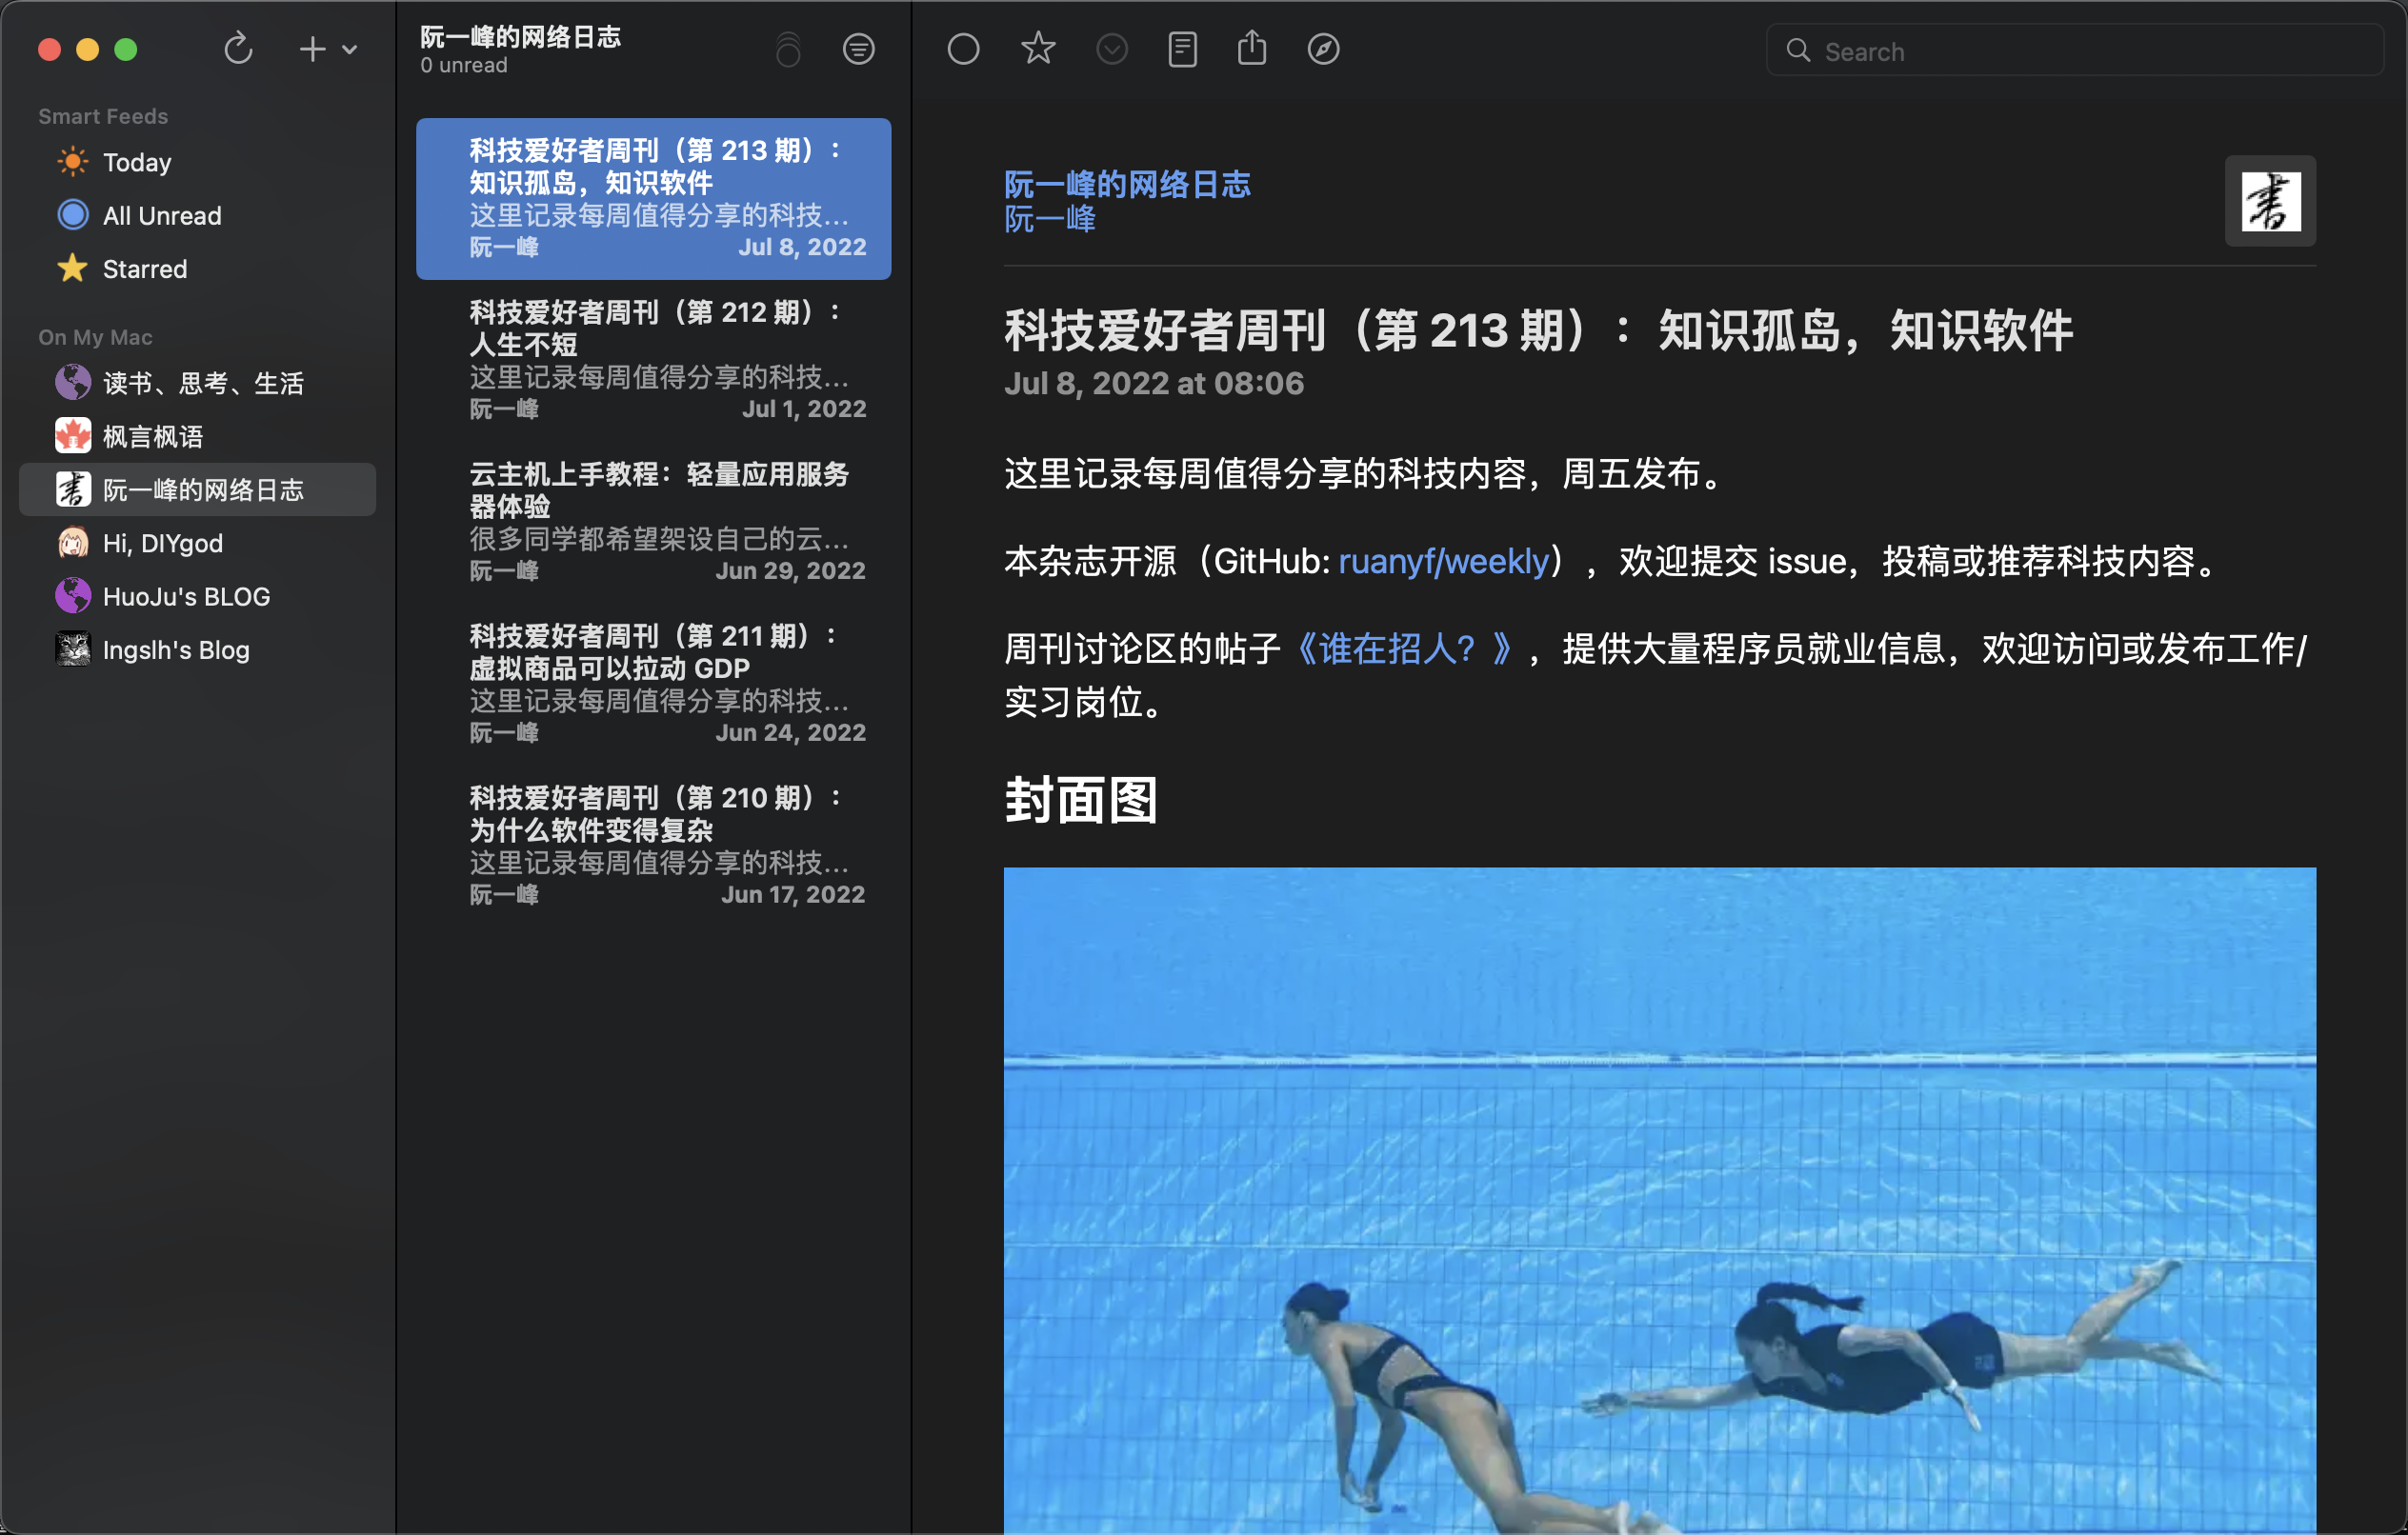 Smart Feeds
Today
All Unread
Starred
On My Mac
读书、思考、生活
枫言枫语
阮一峰的网络日志
Hi, DIYgod
HuoJu's BLOG
Ingslh's Blog
阮一峰的网络日志
0 unread
科技爱好者周刊（第 213 期）：
知识孤岛，知识软件
这里记录每周值得分享的科技...
阮一峰 Jul 8, 2022
科技爱好者周刊（第 212 期）：
人生不短
这里记录每周值得分享的科技...
阮一峰 Jul 1, 2022
云主机上手教程：轻量应用服务
器体验
很多同学都希望架设自己的云...
阮一峰 Jun 29, 2022
科技爱好者周刊（第 211 期）：
虚拟商品可以拉动 GDP
这里记录每周值得分享的科技...
阮一峰 Jun 24, 2022
科技爱好者周刊（第 210 期）：
为什么软件变得复杂
这里记录每周值得分享的科技...
阮一峰 Jun 17, 2022
Search
阮一峰的网络日志
阮一峰
書
科技爱好者周刊（第 213 期）：知识孤岛，知识软件
Jul 8, 2022 at 08:06
这里记录每周值得分享的科技内容，周五发布。
本杂志开源（GitHub: ruanyf/weekly），欢迎提交 issue，投稿或推荐科技内容。
周刊讨论区的帖子《谁在招人？》，提供大量程序员就业信息，欢迎访问或发布工作/
实习岗位。
封面图